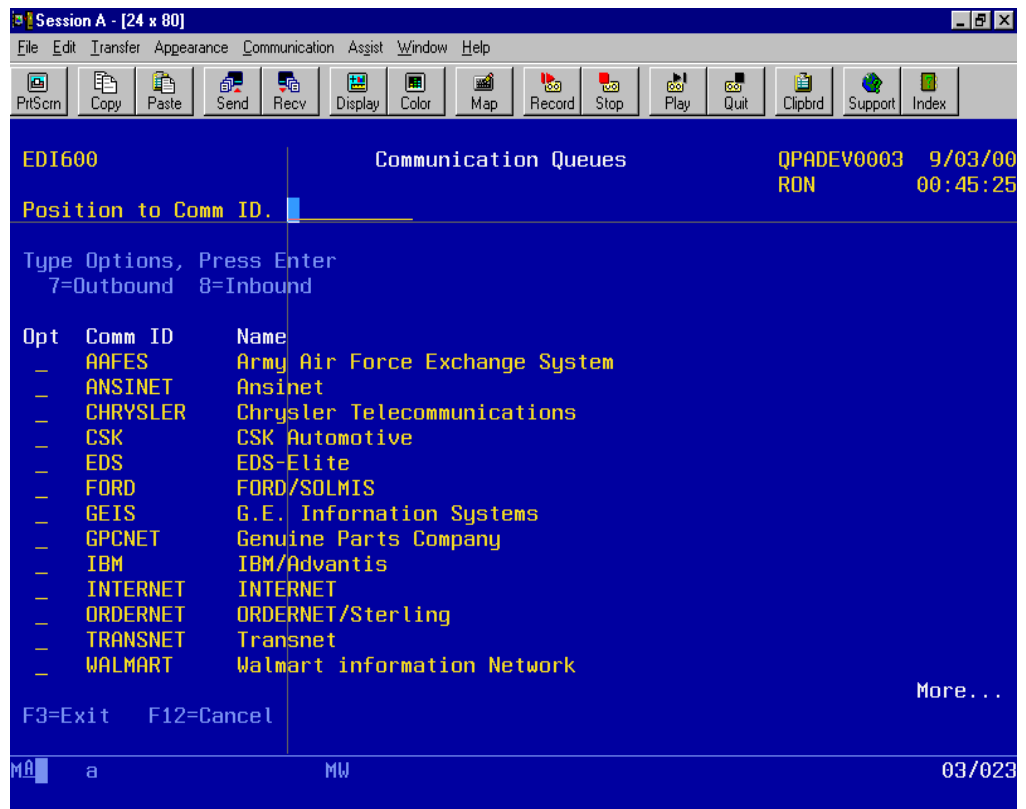 Session A - [24 x 80]
File Edit Transfer Appearance Communication Assist Window Help
PrtScrn Copy Paste Send Recv Display Color Map Record Stop Play Quit Clipbrd Support Index
EDI600 Communication Queues QPADEV0003 9/03/00
RON 00:45:25
Position to Comm ID.
Type Options, Press Enter
7=Outbound 8=Inbound
Opt Comm ID Name
_ AAFES Army Air Force Exchange System
_ ANSINET Ansinet
_ CHRYSLER Chrysler Telecommunications
_ CSK CSK Automotive
_ EDS EDS-Elite
_ FORD FORD/SOLMIS
_ GEIS G.E. Infornation Systems
_ GPCNET Genuine Parts Company
_ IBM IBM/Advantis
_ INTERNET INTERNET
_ ORDERNET ORDERNET/Sterling
_ TRANSNET Transnet
_ WALMART Walmart information Network
More...
F3=Exit F12=Cancel
MA a MW 03/023